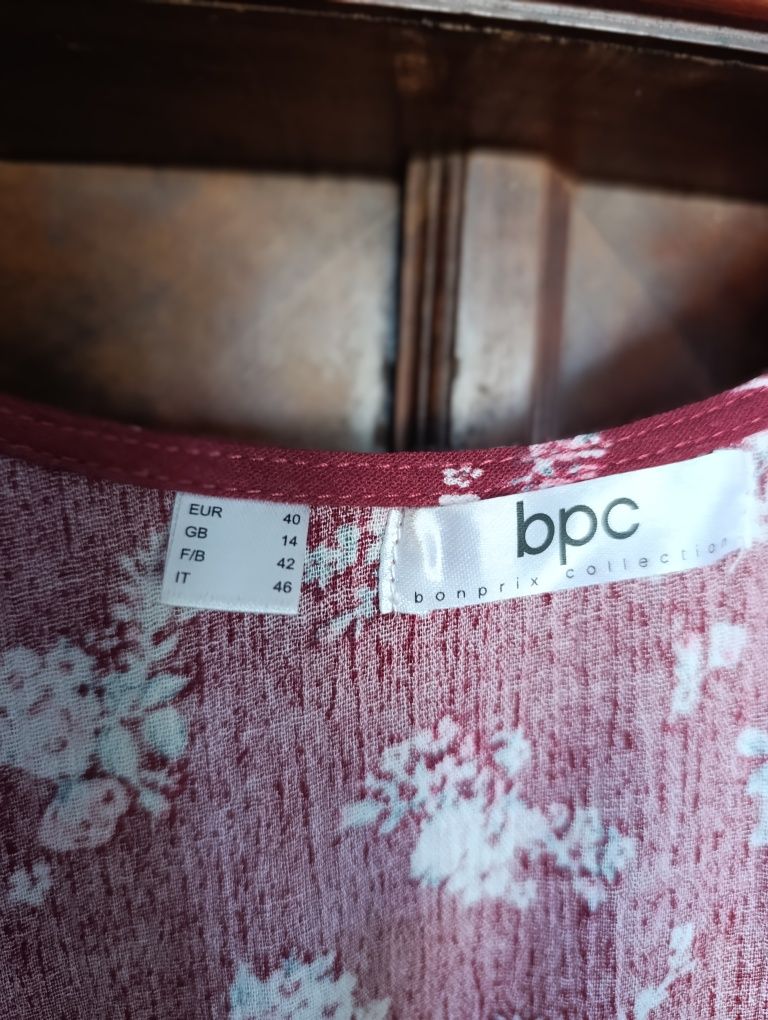 EUR 40
GB 14
F/B 42
IT 46
bpc
bonprix collection